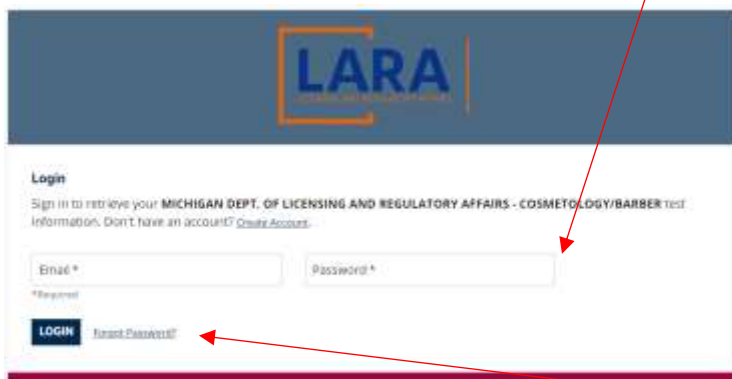 LARA
Login
Sign in to retrieve your MICHIGAN DEPT. OF LICENSING AND REGULATORY AFFAIRS - COSMETOLOGY/BARBER test
information. Don't have an account? Create Account.
Email * Password *
*Required
LOGIN Forgot Password?